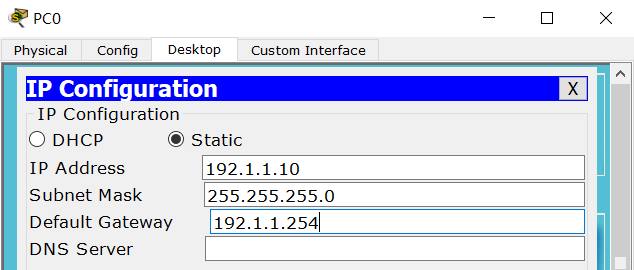 PC0
Physical Config Desktop Custom Interface
IP Configuration X
IP Configuration
DHCP Static
IP Address 192.1.1.10
Subnet Mask 255.255.255.0
Default Gateway 192.1.1.254
DNS Server